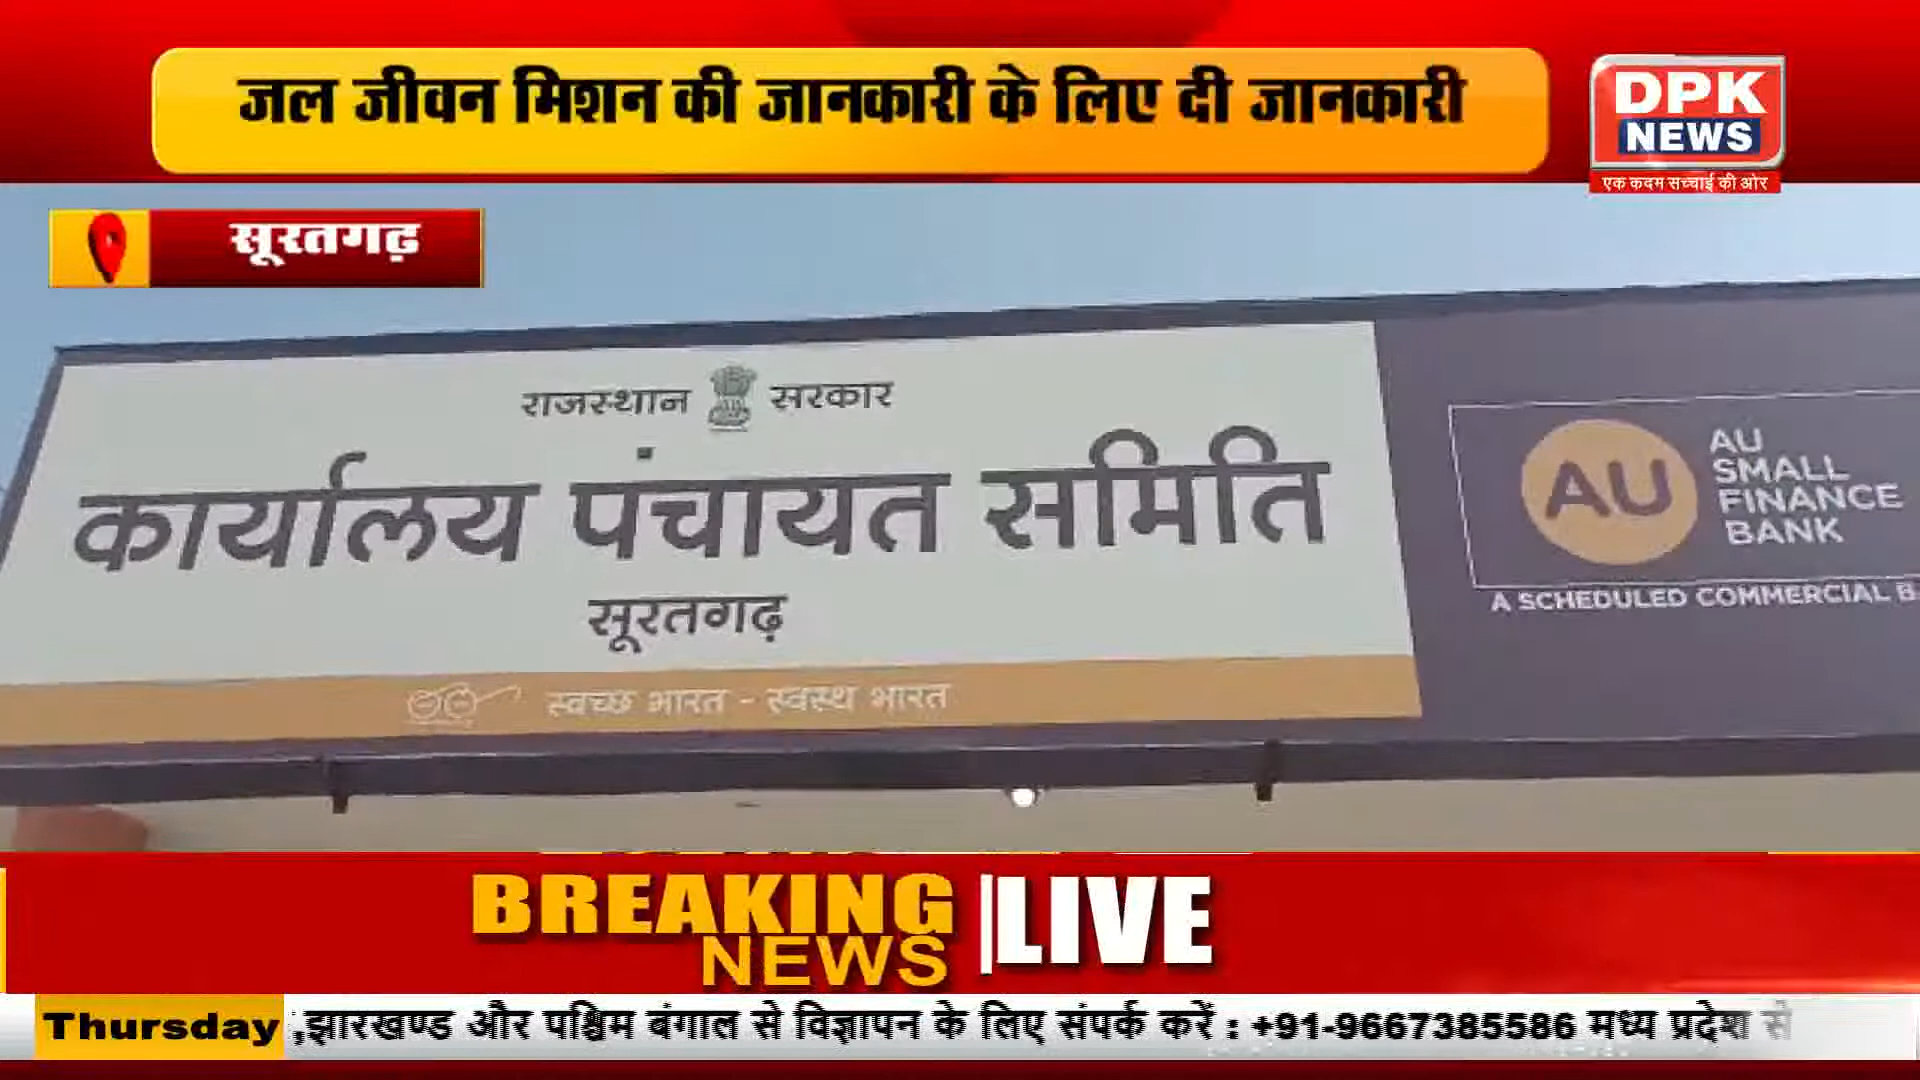 जल जीवन मिशन की जानकारी के लिए दी जानकारी
DPK
NEWS
एक कदम सच्चाई की ओर
सूरतगढ़
राजस्थान सरकार
कार्यालय पंचायत समिति
सूरतगढ़
स्वच्छ भारत - स्वस्थ भारत
AU
AU
SMALL
FINANCE
BANK
A SCHEDULED COMMERCIAL
BREAKING
NEWS
LIVE
Thursday ,झारखण्ड और पश्चिम बंगाल से विज्ञापन के लिए संपर्क करें : +91-9667385586 मध्य प्रदेश से